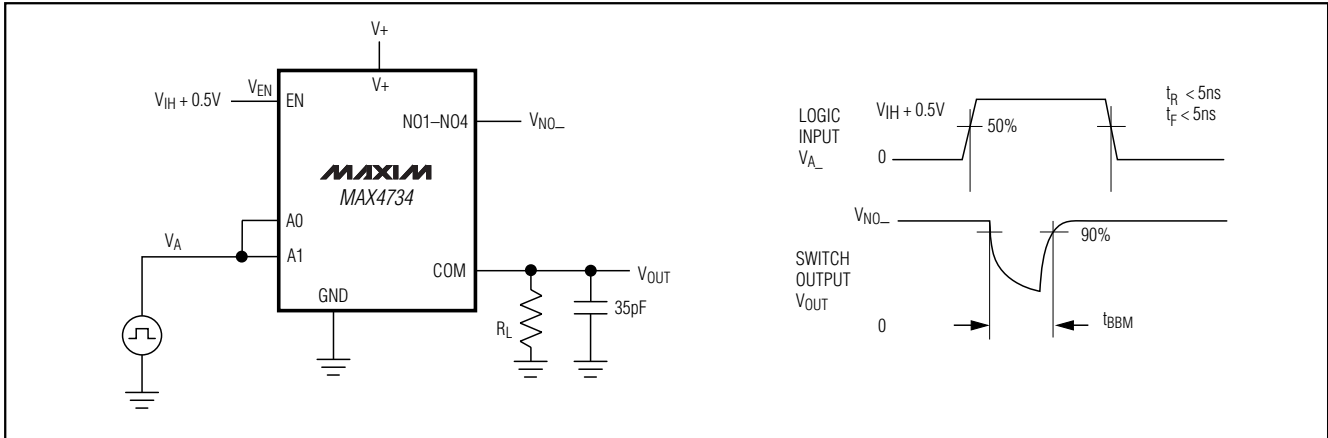 V+
V+
VIH + 0.5V
VEN
EN
NO1–NO4
VNO_
MAXIM
MAX4734
A0
VA
A1
COM
VOUT
GND
RL
35pF
LOGIC
INPUT
VA_
VIH + 0.5V
50%
0
tR < 5ns
tF < 5ns
VNO_
90%
SWITCH
OUTPUT
VOUT
0
tBBM